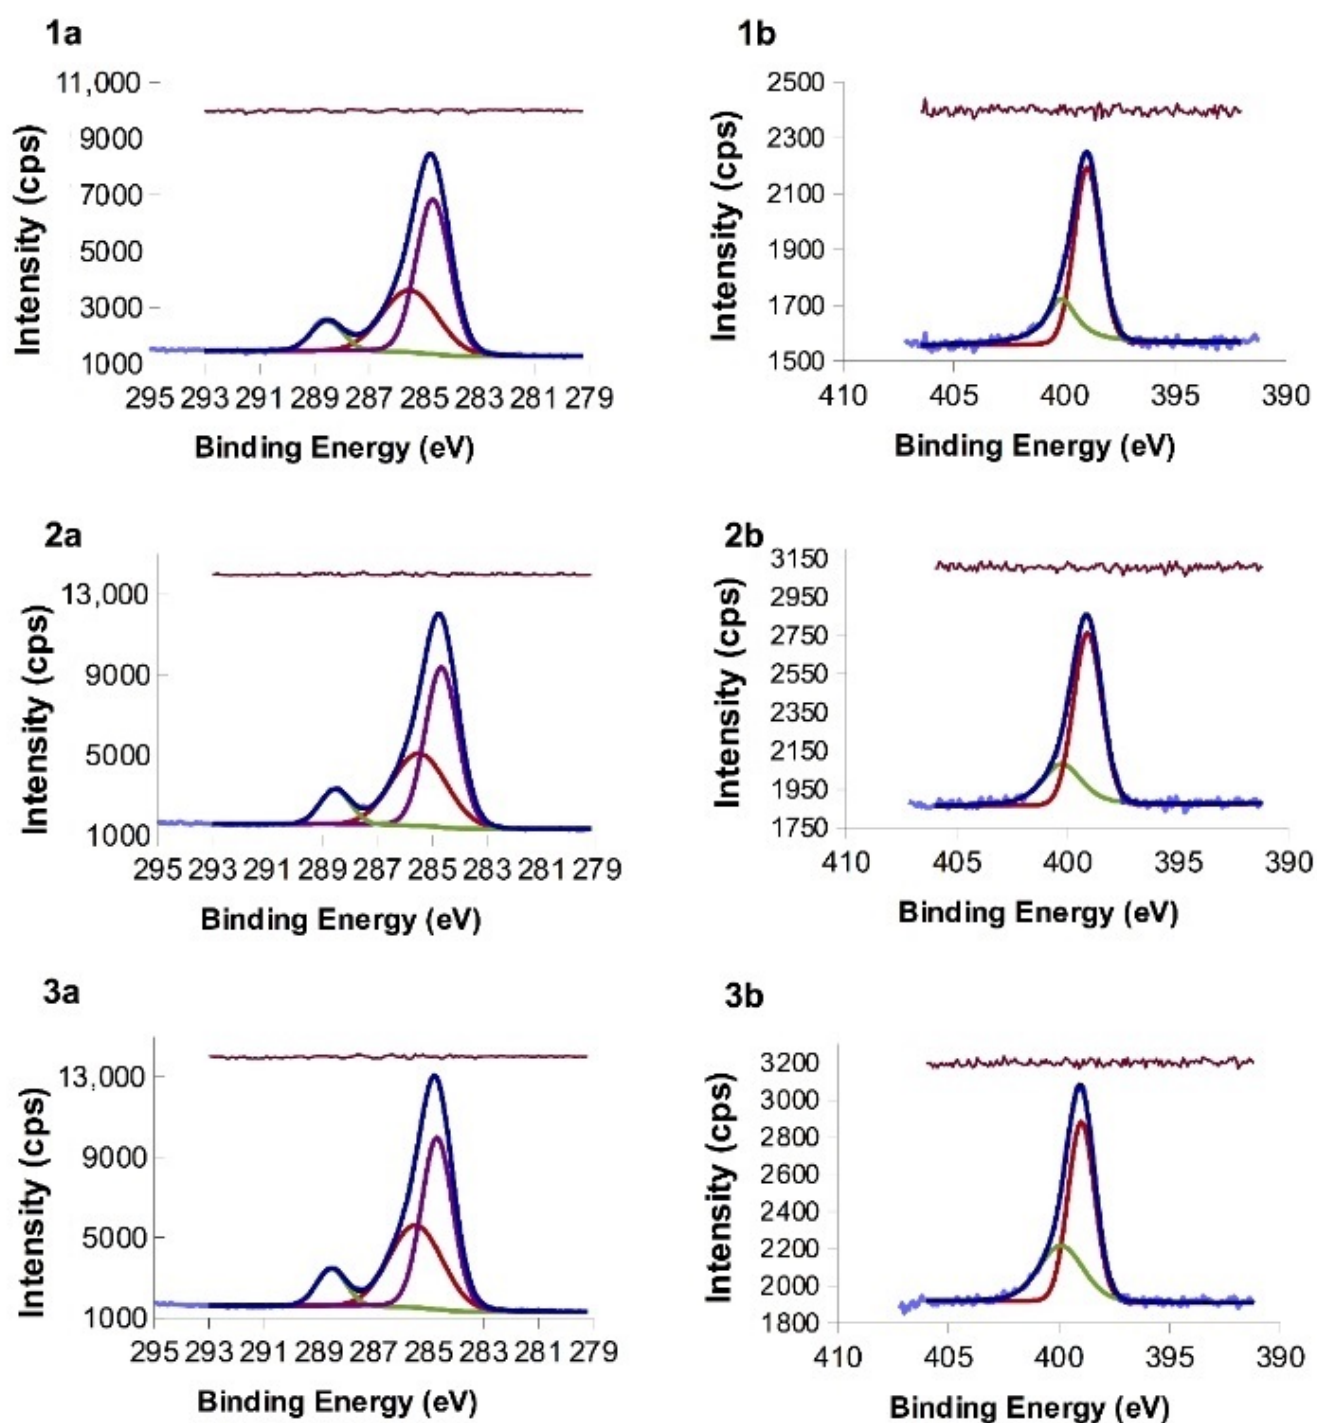 1a
11,000
9000
7000
5000
3000
1000
Intensity (cps)
295 293 291 289 287 285 283 281 279
Binding Energy (eV)
1b
2500
2300
2100
1900
1700
1500
Intensity (cps)
410 405 400 395 390
Binding Energy (eV)
2a
13,000
9000
5000
1000
Intensity (cps)
295 293 291 289 287 285 283 281 279
Binding Energy (eV)
2b
3150
2950
2750
2550
2350
2150
1950
1750
Intensity (cps)
410 405 400 395 390
Binding Energy (eV)
3a
13,000
9000
5000
1000
Intensity (cps)
295 293 291 289 287 285 283 281 279
Binding Energy (eV)
3b
3200
3000
2800
2600
2400
2200
2000
1800
Intensity (cps)
410 405 400 395 390
Binding Energy (eV)